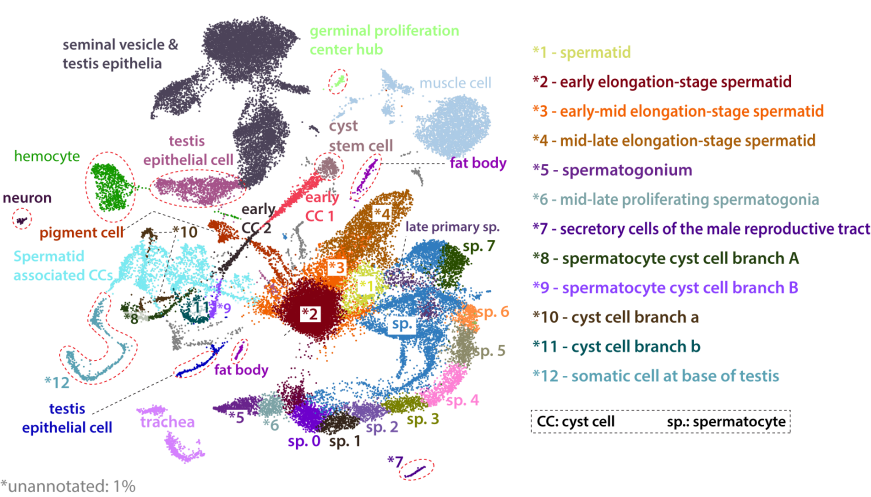 seminal vesicle &
testis epithelia
germinal proliferation
center hub
muscle cell
cyst
stem cell
testis
epithelial cell
hemocyte
fat body
neuron
early
CC 1
early
CC 2
*10
pigment cell
*4
late primary sp.
sp. 7
Spermatid
associated CCs
*3
*1
*8
11
*9
*2
sp.
sp. 6
sp. 5
*12
fat body
sp. 4
testis
epithelial cell
trachea
*5
*6
sp. 0
sp. 1
sp. 2
sp. 3
*7
*unannotated: 1%
*1 - spermatid
*2 - early elongation-stage spermatid
*3 - early-mid elongation-stage spermatid
*4 - mid-late elongation-stage spermatid
*5 - spermatogonium
*6 - mid-late proliferating spermatogonia
*7 - secretory cells of the male reproductive tract
*8 - spermatocyte cyst cell branch A
*9 - spermatocyte cyst cell branch B
*10 - cyst cell branch a
*11 - cyst cell branch b
*12 - somatic cell at base of testis
CC: cyst cell sp.: spermatocyte